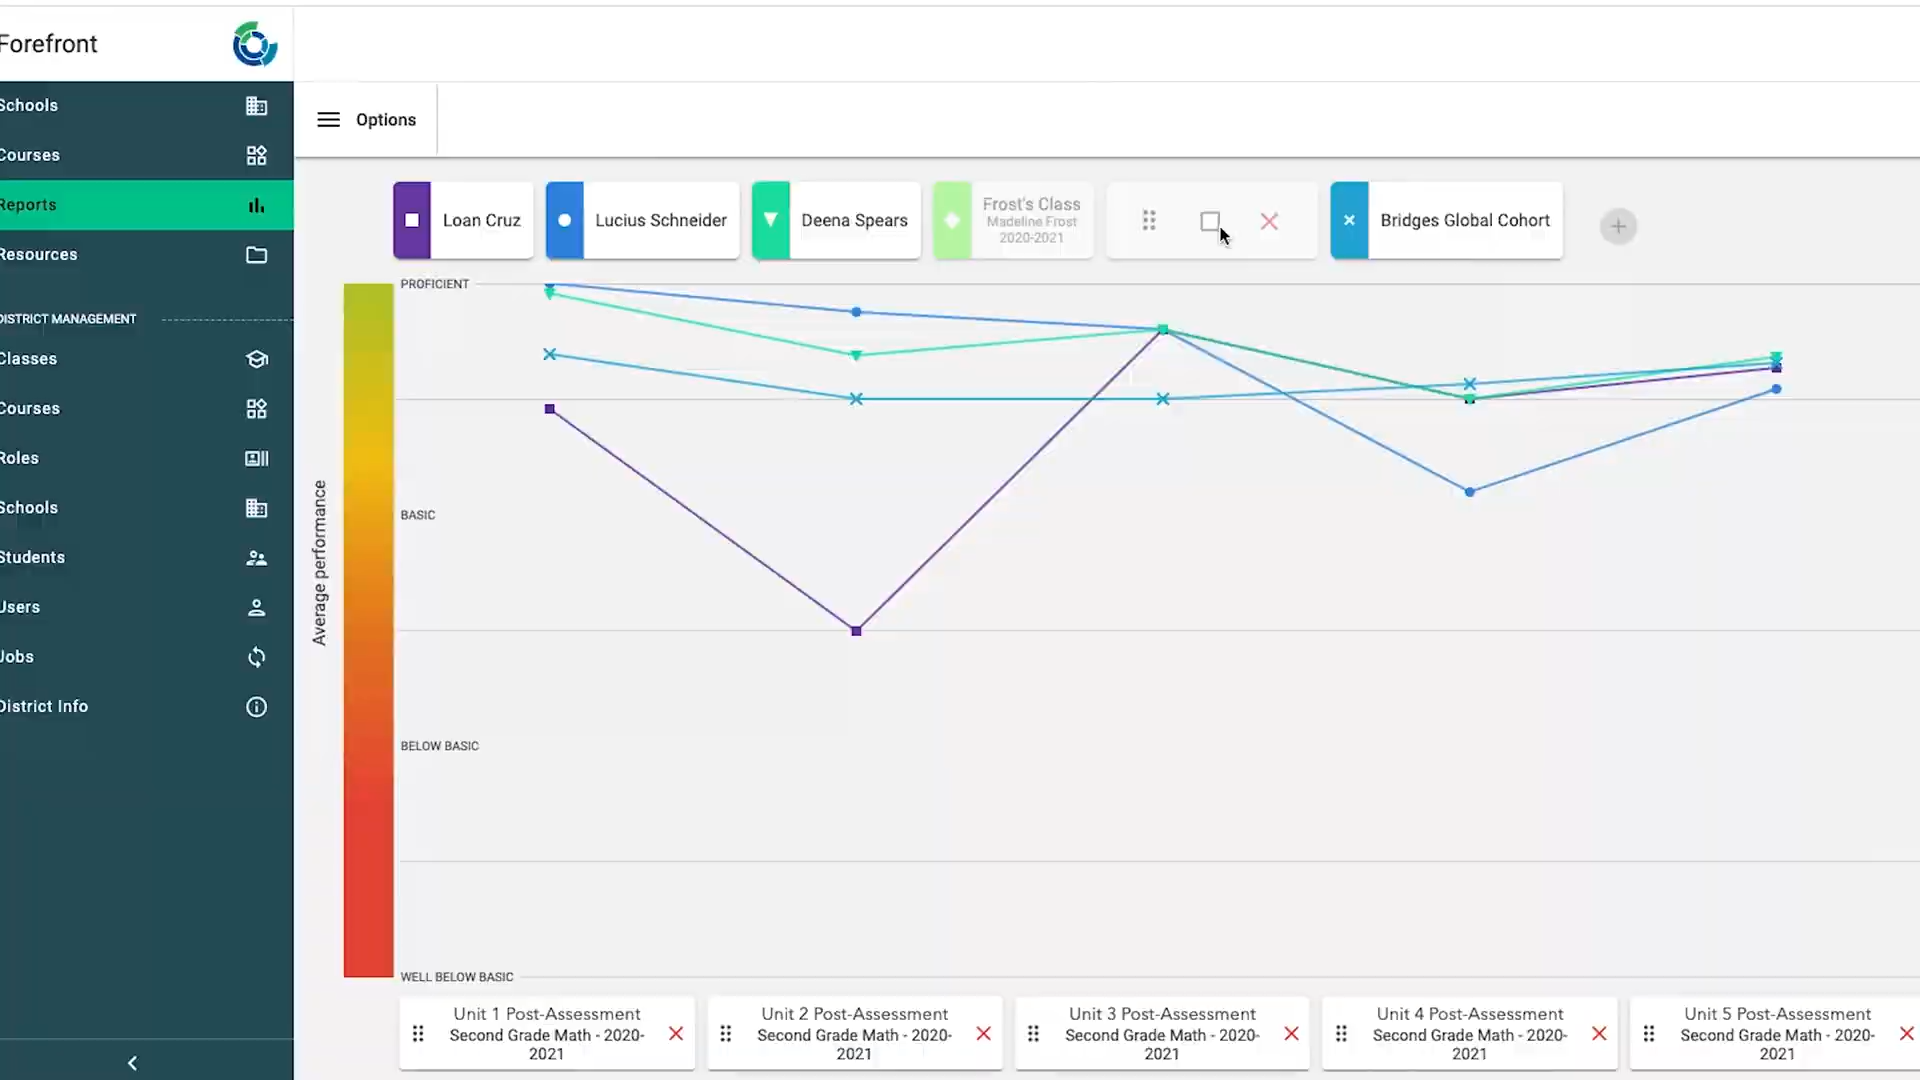 Forefront
Schools
Courses
Reports
Resources
DISTRICT MANAGEMENT
Classes
Courses
Roles
Schools
Students
Users
Jobs
District Info
Options
Loan Cruz
Lucius Schneider
Deena Spears
Frost's Class
Madeline Frost
2020-2021
Bridges Global Cohort
Average performance
PROFICIENT
BASIC
BELOW BASIC
WELL BELOW BASIC
Unit 1 Post-Assessment
Second Grade Math - 2020-
2021
Unit 2 Post-Assessment
Second Grade Math - 2020-
2021
Unit 3 Post-Assessment
Second Grade Math - 2020-
2021
Unit 4 Post-Assessment
Second Grade Math - 2020-
2021
Unit 5 Post-Assessment
Second Grade Math - 2020-
2021